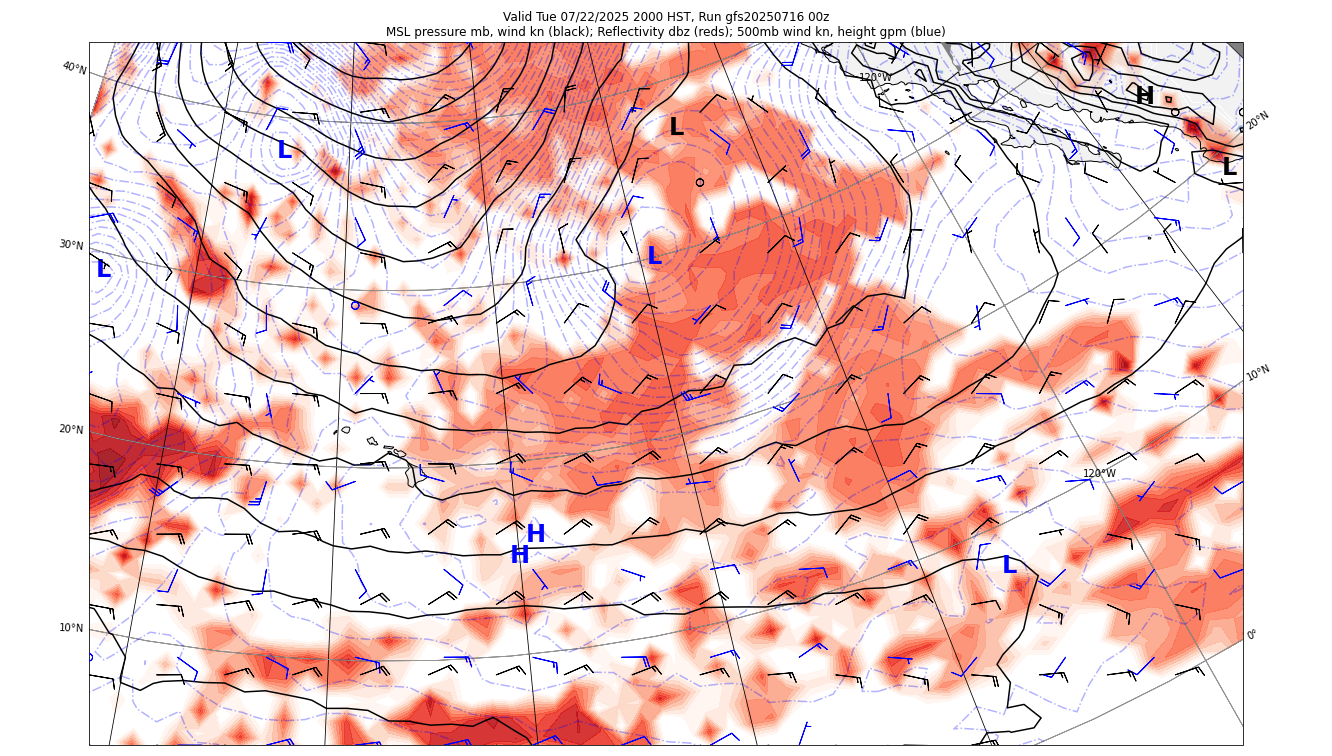 Valid Tue 07/22/2025 2000 HST, Run gfs20250716 00z
MSL pressure mb, wind kn (black); Reflectivity dbz (reds); 500mb wind kn, height gpm (blue)
40°N
120°W
H
20°N
L
L
L
30°N
L
L
10°N
20°N
120°W
H
H
L
10°N
0°